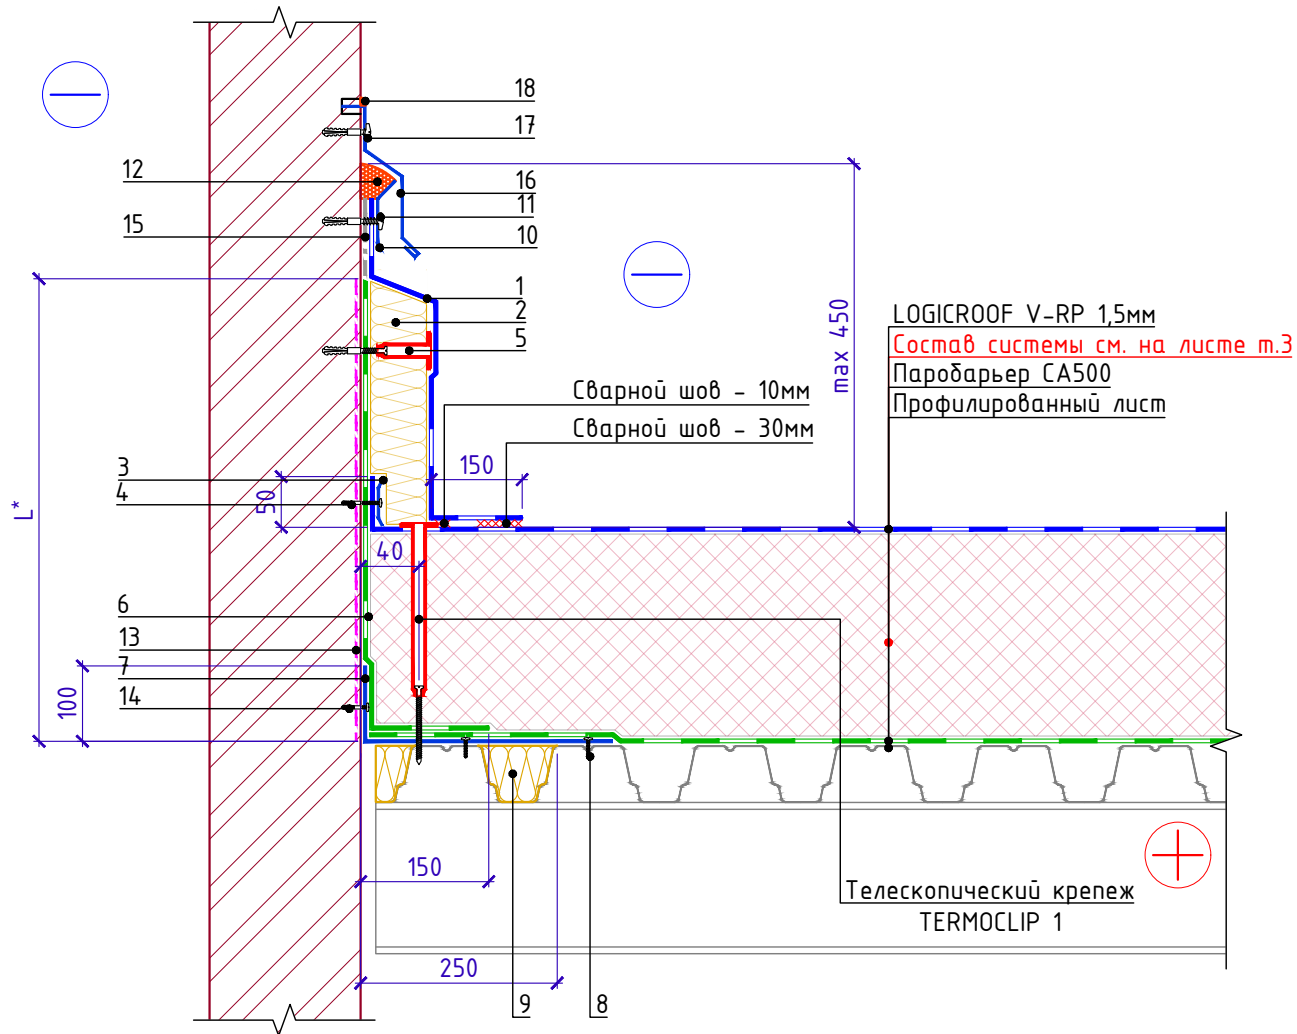 18
17
12
16
11
15
10
1
2
5
max 450
LOGICROOF V-RP 1,5мм
Состав системы см. на листе т.3
Паробарьер СА500
Профилированный лист
Сварной шов - 10мм
Сварной шов - 30мм
3
4
50
150
L*
40
6
13
7
14
100
150
Телескопический крепеж
TERMOCLIP 1
250
9
8